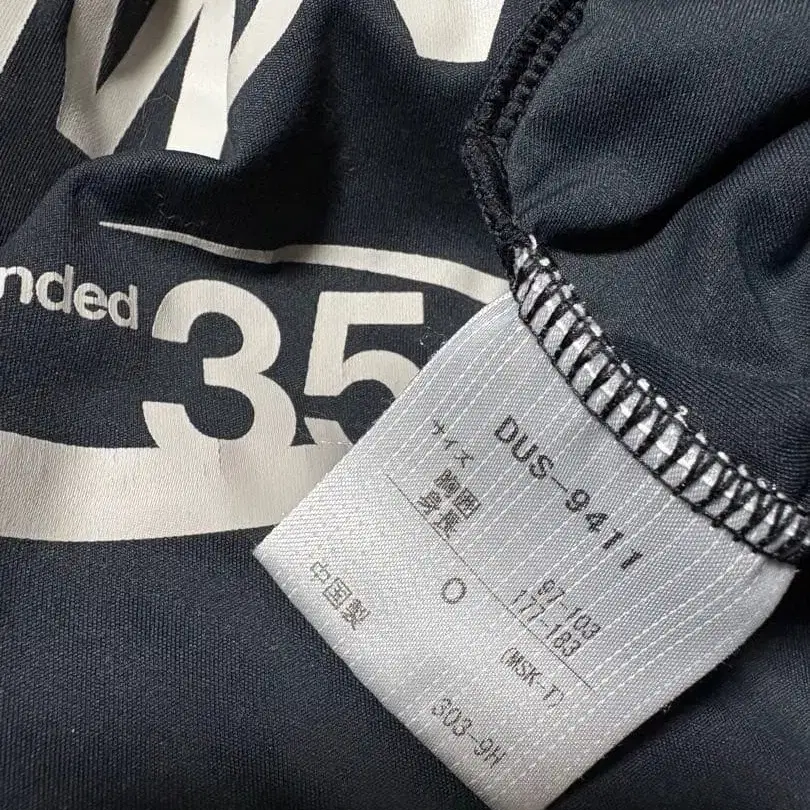 nded
35
DUS-9411
サイズ
胸囲 97-103
身長 177-183
O
(MSK-T)
中国製
303-9H